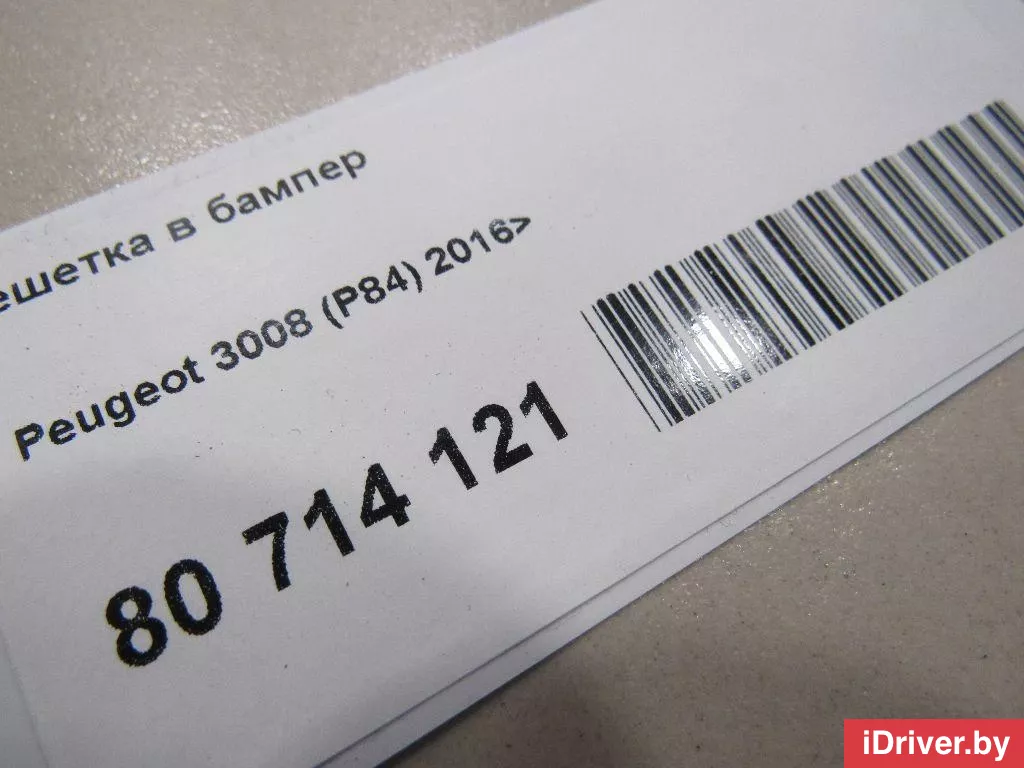 ешетка в бампер
Peugeot 3008 (P84) 2016>
80 714 121
iDriver.by